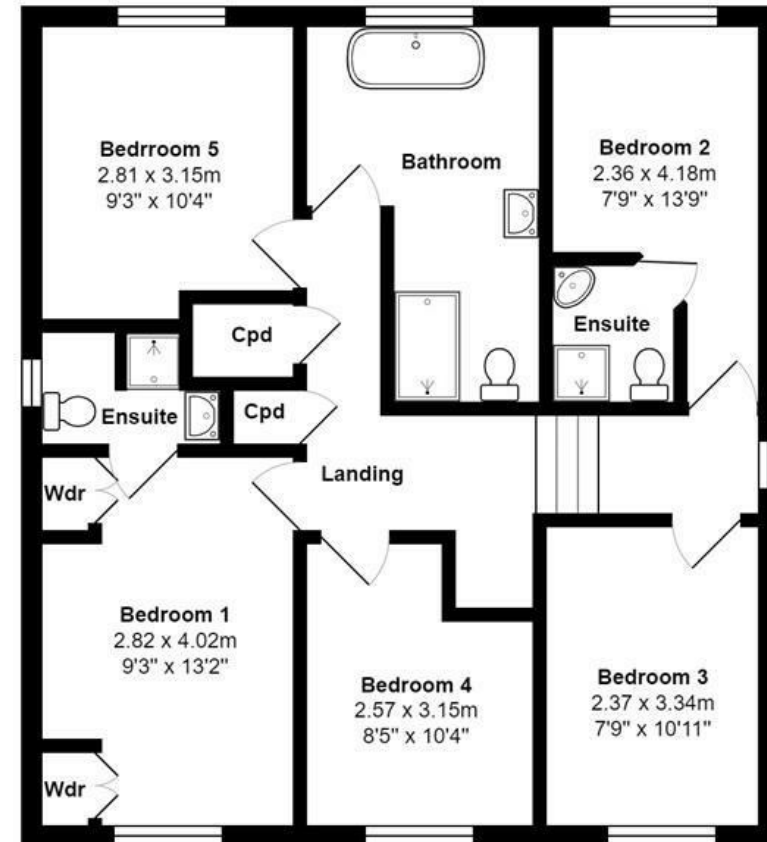 Bedrroom 5
2.81 x 3.15m
9'3" x 10'4"
Bathroom
Bedroom 2
2.36 x 4.18m
7'9" x 13'9"
Cpd
Ensuite
Ensuite
Cpd
Wdr
Landing
Bedroom 1
2.82 x 4.02m
9'3" x 13'2"
Bedroom 4
2.57 x 3.15m
8'5" x 10'4"
Bedroom 3
2.37 x 3.34m
7'9" x 10'11"
Wdr